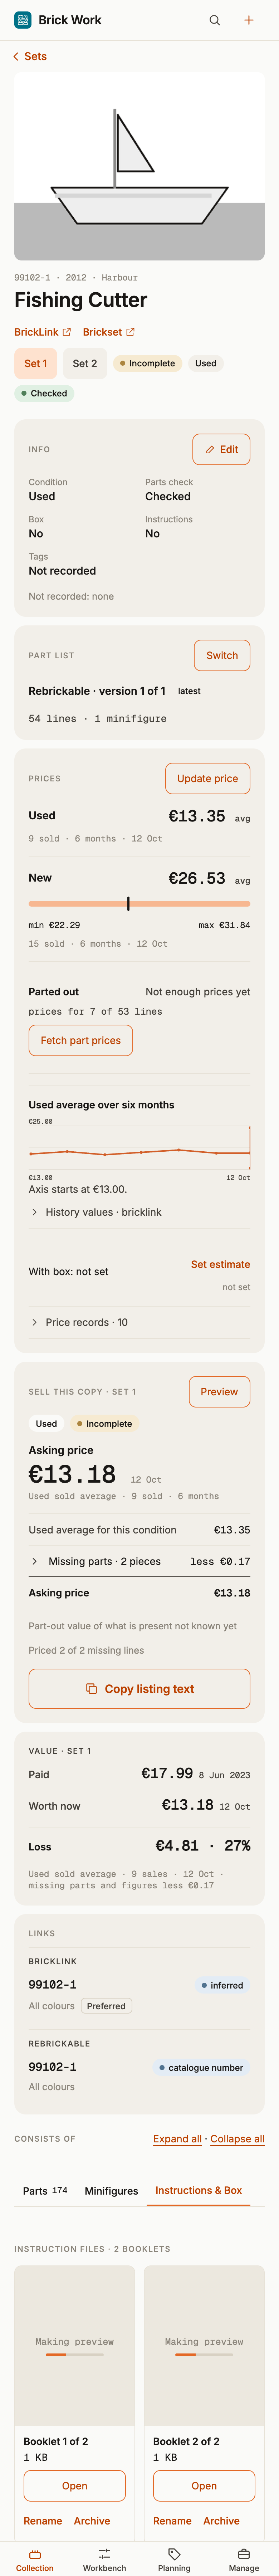 Brick Work
Sets
99102-1 · 2012 · Harbour
Fishing Cutter
BrickLink Brickset
Set 1 Set 2 Incomplete Used
Checked
INFO Edit
Condition Parts check
Used Checked
Box Instructions
No No
Tags
Not recorded
Not recorded: none
PART LIST Switch
Rebrickable · version 1 of 1 latest
54 lines · 1 minifigure
PRICES Update price
Used €13.35 avg
9 sold · 6 months · 12 Oct
New €26.53 avg
min €22.29 max €31.84
15 sold · 6 months · 12 Oct
Parted out Not enough prices yet
prices for 7 of 53 lines
Fetch part prices
Used average over six months
€25.00
€13.00 12 Oct
Axis starts at €13.00.
History values · bricklink
Set estimate
With box: not set
not set
Price records · 10
SELL THIS COPY · SET 1 Preview
Used Incomplete
Asking price
€13.18 12 Oct
Used sold average · 9 sold · 6 months
Used average for this condition €13.35
Missing parts · 2 pieces less €0.17
Asking price €13.18
Part-out value of what is present not known yet
Priced 2 of 2 missing lines
Copy listing text
VALUE · SET 1
Paid €17.99 8 Jun 2023
Worth now €13.18 12 Oct
Loss €4.81 · 27%
Used sold average · 9 sales · 12 Oct ·
missing parts and figures less €0.17
LINKS
BRICKLINK
99102-1 inferred
All colours Preferred
REBRICKABLE
99102-1 catalogue number
All colours
CONSISTS OF Expand all · Collapse all
Parts 174 Minifigures Instructions & Box
INSTRUCTION FILES · 2 BOOKLETS
Making preview Making preview
Booklet 1 of 2 Booklet 2 of 2
1 KB 1 KB
Open Open
Rename Archive Rename Archive
Collection Workbench Planning Manage